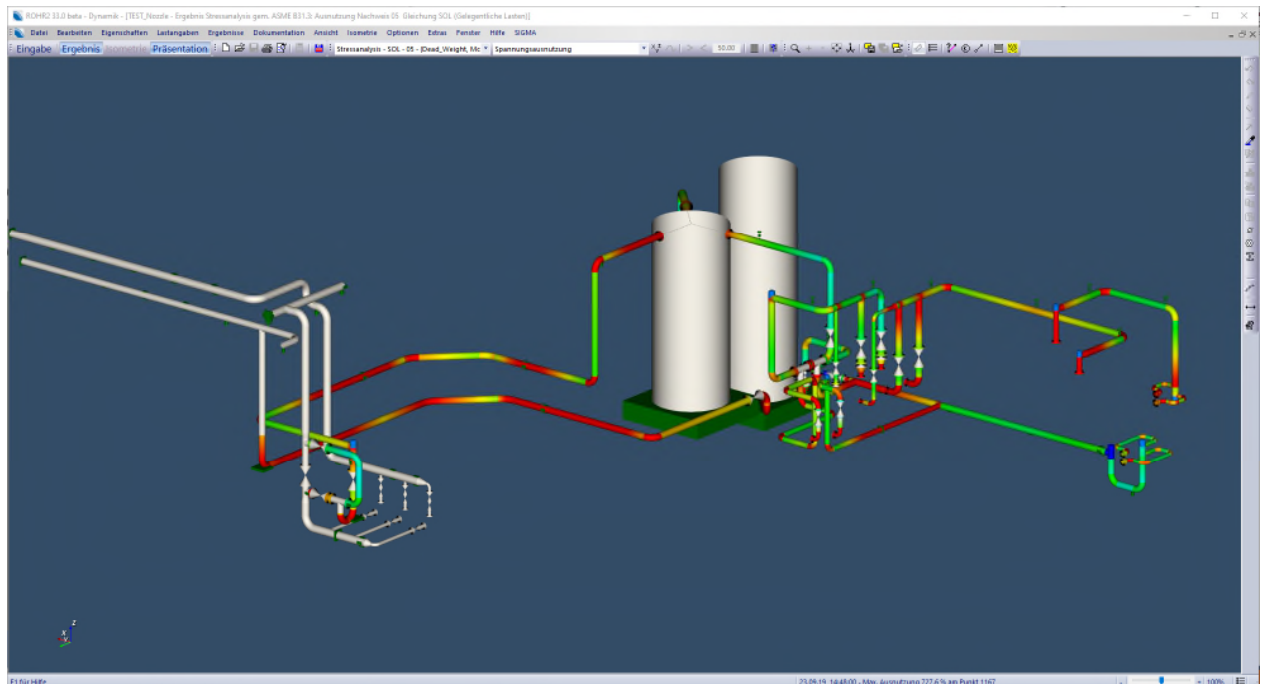 ROHR2 33.0 beta - Dynamik - [TEST_Nozzle - Ergebnis Stressanalysis gem. ASME B31.3: Ausnutzung Nachweis 05 Gleichung SOL (Gelegentliche Lasten)]
Datei Bearbeiten Eigenschaften Lastangaben Ergebnisse Dokumentation Ansicht Isometrie Optionen Extras Fenster Hilfe SIGMA
Eingabe Ergebnis Isometrie Präsentation Stressanalysis - SOL - 05 - (Dead_Weight, Mc Spannungsausnutzung 50.00
Z
X
F1 für Hilfe 23.09.19 14:48:00 - Max. Ausnutzung 727.6 % am Punkt 1167 100%